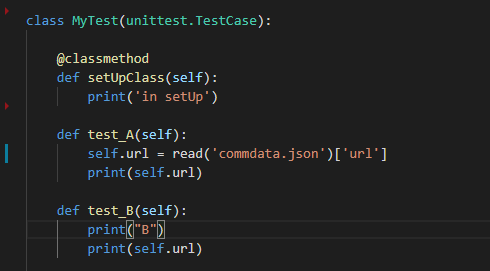 class MyTest(unittest.TestCase):
@classmethod
def setUpClass(self):
print('in setUp')
def test_A(self):
self.url = read('commdata.json')['url']
print(self.url)
def test_B(self):
print("B")
print(self.url)